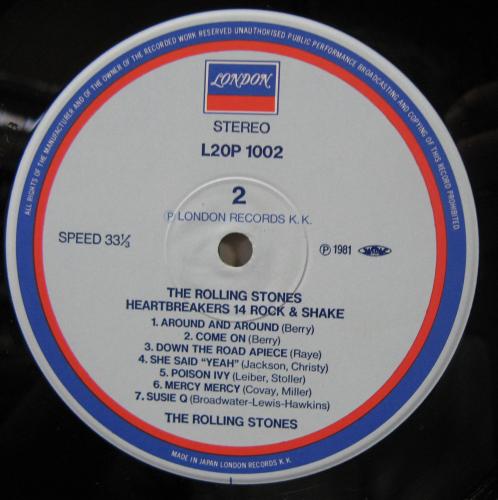 ALL RIGHTS OF THE MANUFACTURER AND OF THE OWNER OF THE RECORDED WORK RESERVED UNAUTHORISED PUBLIC PERFORMANCE BROADCASTING AND COPYING OF THIS RECORD PROHIBITED
LONDON
STEREO
L20P 1002
2
Ⓟ LONDON RECORDS K. K.
SPEED 33⅓
Ⓟ 1981
THE ROLLING STONES
HEARTBREAKERS 14 ROCK & SHAKE
1. AROUND AND AROUND (Berry)
2. COME ON (Berry)
3. DOWN THE ROAD APIECE (Raye)
4. SHE SAID "YEAH" (Jackson, Christy)
5. POISON IVY (Leiber, Stoller)
6. MERCY MERCY (Covay, Miller)
7. SUSIE Q (Broadwater-Lewis-Hawkins)
THE ROLLING STONES
MADE IN JAPAN LONDON RECORDS K. K.